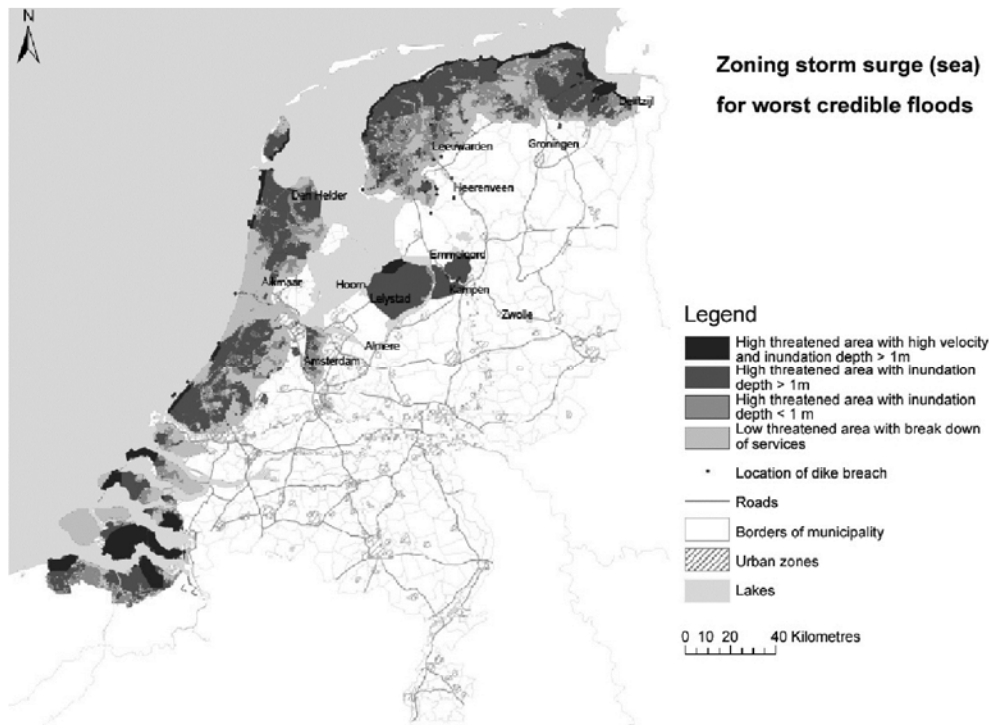 N
Zoning storm surge (sea)
for worst credible floods
Delfzijl
Leeuwarden
Groningen
Heerenveen
Den Helder
Emmeloord
Alkmaar
Hoorn
Kampen
Lelystad
Zwolle
Almere
Amsterdam
Legend
High threatened area with high velocity
and inundation depth > 1m
High threatened area with inundation
depth > 1m
High threatened area with inundation
depth < 1 m
Low threatened area with break down
of services
Location of dike breach
Roads
Borders of municipality
Urban zones
Lakes
0 10 20 40 Kilometres